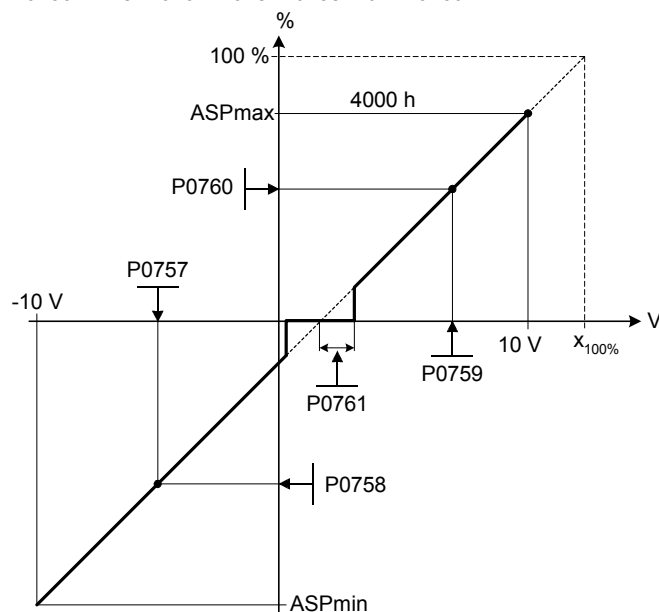 %
100 %
ASPmax
4000 h
P0760
P0757
-10 V
V
10 V
x100%
P0759
P0761
P0758
ASPmin